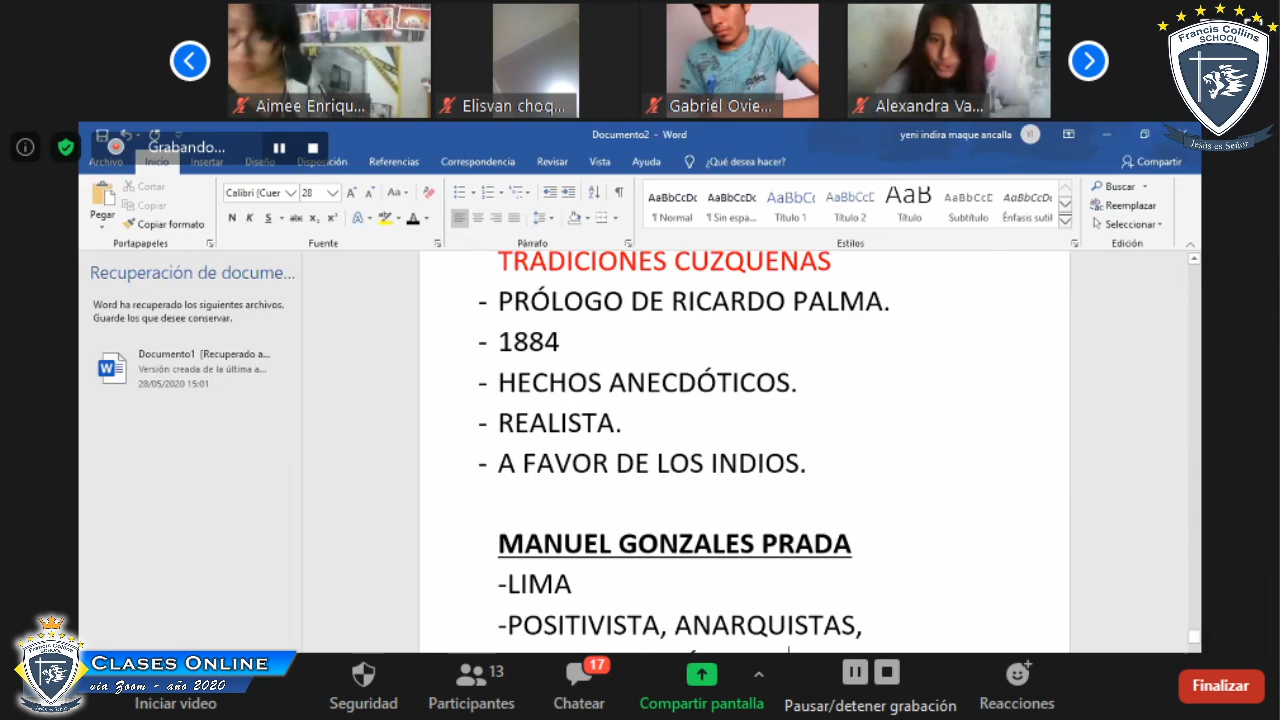 Francis Collins
SCHOOL
Jesús es Señor
Aimee Enriqu...
Elisvan choq...
Gabriel Ovie...
Alexandra Va...
Grabando...
Documento2 - Word
yeni indira maque ancalla
YI
Archivo Inicio Insertar Diseño Disposición Referencias Correspondencia Revisar Vista Ayuda ¿Qué desea hacer? Compartir
Pegar
Cortar
Copiar
Copiar formato
Portapapeles
Calibri (Cuer 28
N K S abc x₂ x²
Fuente
Párrafo
AaBbCcDc AaBbCcDc AaBbCc AaBbCcE AaB AaBbCcD AaBbCcDc
¶ Normal ¶ Sin espa... Título 1 Título 2 Título Subtítulo Énfasis sutil
Estilos
Buscar
Reemplazar
Seleccionar
Edición
Recuperación de docume...
Word ha recuperado los siguientes archivos.
Guarde los que desee conservar.
Documento1 [Recuperado a...
Versión creada de la última a...
28/05/2020 15:01
TRADICIONES CUZQUENAS
- PRÓLOGO DE RICARDO PALMA.
- 1884
- HECHOS ANECDÓTICOS.
- REALISTA.
- A FAVOR DE LOS INDIOS.
MANUEL GONZALES PRADA
-LIMA
-POSITIVISTA, ANARQUISTAS,
CLASES ONLINE
via Zoom - año 2020
Iniciar video
Seguridad
13
Participantes
17
Chatear
Compartir pantalla
Pausar/detener grabación
Reacciones
Finalizar